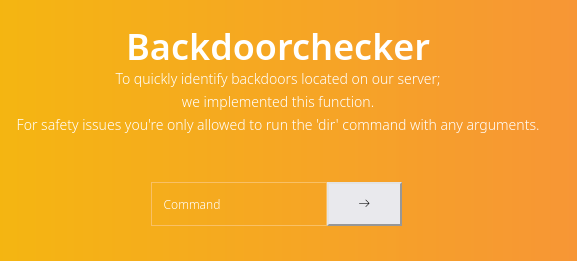 Backdoorchecker
To quickly identify backdoors located on our server;
we implemented this function.
For safety issues you're only allowed to run the 'dir' command with any arguments.
Command
→